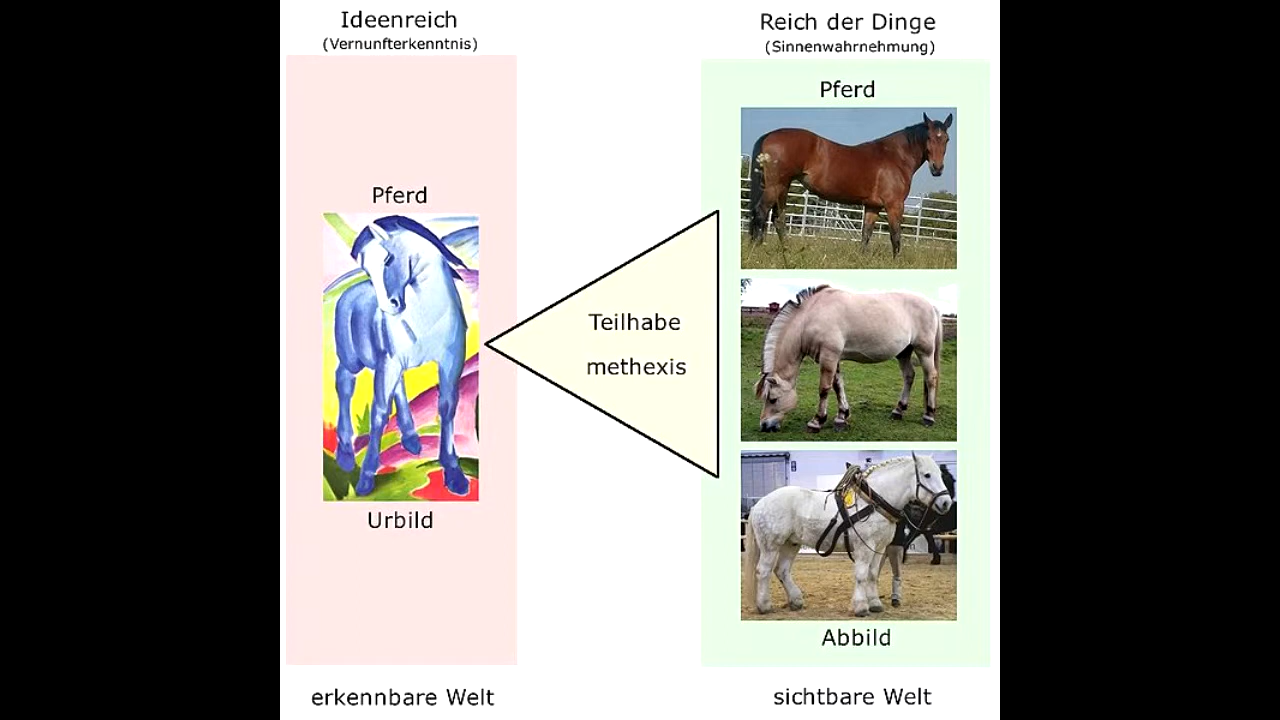 Ideenreich
(Vernunfterkenntnis)
Pferd
Urbild
erkennbare Welt
Teilhabe
methexis
Reich der Dinge
(Sinnenwahrnehmung)
Pferd
Abbild
sichtbare Welt